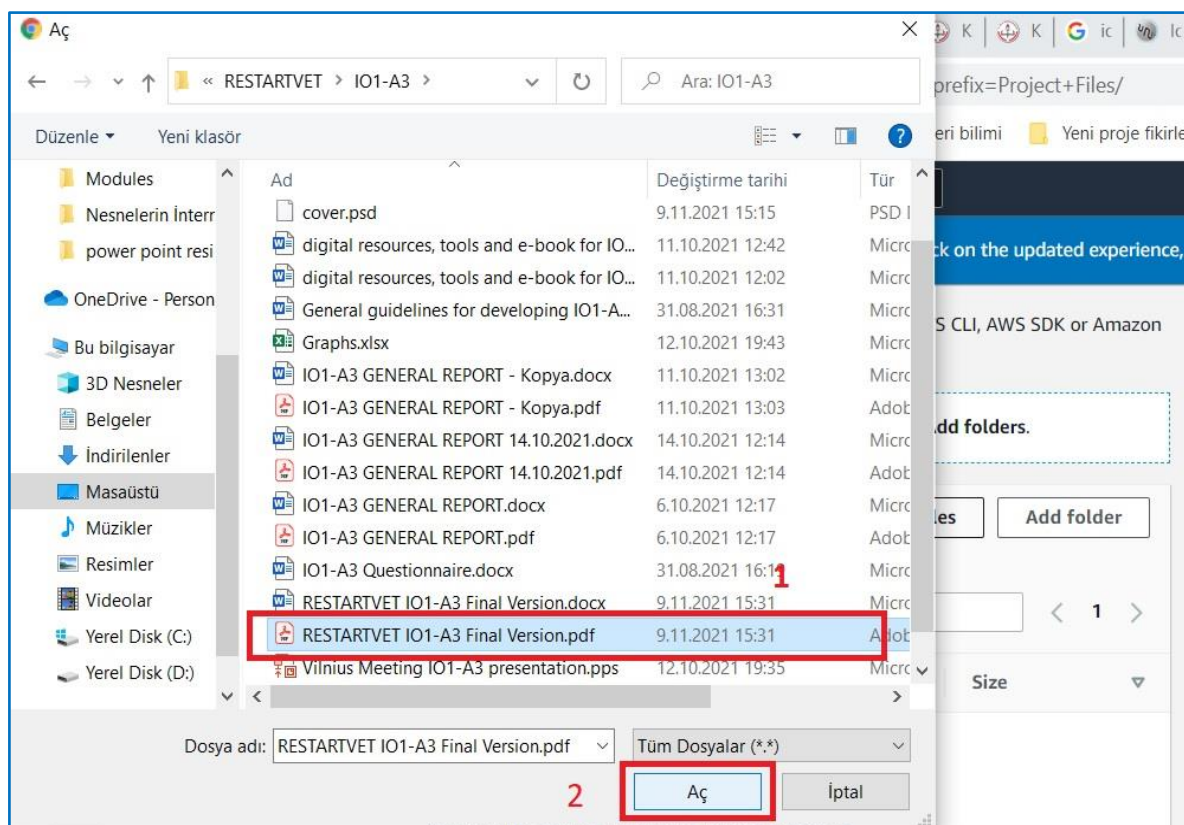 Aç
K K ic Ic
« RESTARTVET > IO1-A3 > Ara: IO1-A3
prefix=Project+Files/
Düzenle Yeni klasör
eri bilimi Yeni proje fikirle
Modules
Nesnelerin İnterr
power point resi
OneDrive - Person
Bu bilgisayar
3D Nesneler
Belgeler
İndirilenler
Masaüstü
Müzikler
Resimler
Videolar
Yerel Disk (C:)
Yerel Disk (D:)
Ad Değiştirme tarihi Tür
cover.psd 9.11.2021 15:15 PSD
digital resources, tools and e-book for IO... 11.10.2021 12:42 Micro
digital resources, tools and e-book for IO... 11.10.2021 12:02 Micro
General guidelines for developing IO1-A... 31.08.2021 16:31 Micro
Graphs.xlsx 12.10.2021 19:43 Micro
IO1-A3 GENERAL REPORT - Kopya.docx 11.10.2021 13:02 Micro
IO1-A3 GENERAL REPORT - Kopya.pdf 11.10.2021 13:03 Adob
IO1-A3 GENERAL REPORT 14.10.2021.docx 14.10.2021 12:14 Micro
IO1-A3 GENERAL REPORT 14.10.2021.pdf 14.10.2021 12:14 Adob
IO1-A3 GENERAL REPORT.docx 6.10.2021 12:17 Micro
IO1-A3 GENERAL REPORT.pdf 6.10.2021 12:17 Adob
IO1-A3 Questionnaire.docx 31.08.2021 Micro
1
RESTARTVET IO1-A3 Final Version.docx 9.11.2021 15:31 Micro
RESTARTVET IO1-A3 Final Version.pdf 9.11.2021 15:31 Adob
Vilnius Meeting IO1-A3 presentation.pps 12.10.2021 19:35 Micro
Dosya adı: RESTARTVET IO1-A3 Final Version.pdf Tüm Dosyalar (*.*)
2 Aç İptal
ck on the updated experience,
S CLI, AWS SDK or Amazon
dd folders.
les Add folder
< 1 >
Size